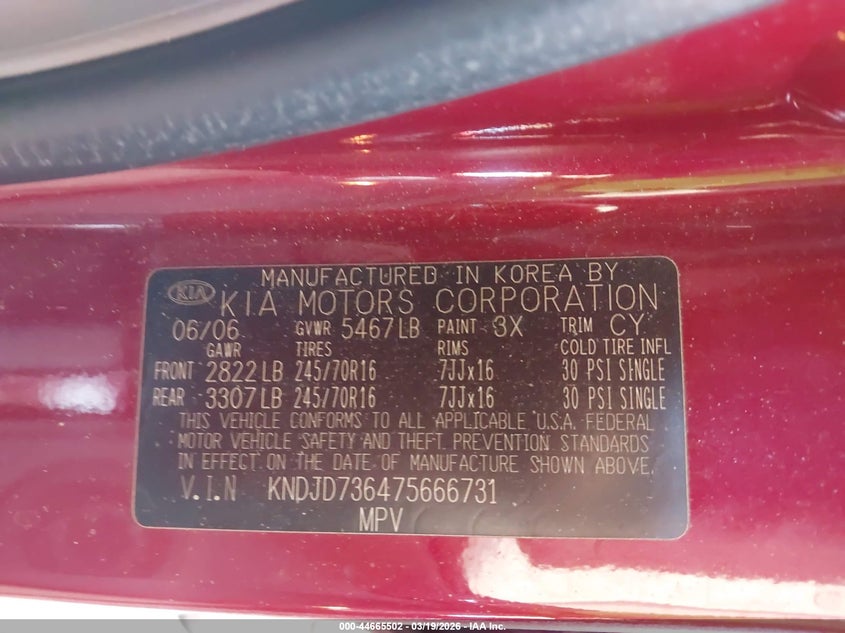 MANUFACTURED IN KOREA BY
KIA KIA MOTORS CORPORATION
06/06 GVWR 5467LB PAINT 3X TRIM CY
GAWR TIRES RIMS COLD TIRE INFL
FRONT 2822LB 245/70R16 7JJx16 30 PSI SINGLE
REAR 3307LB 245/70R16 7JJx16 30 PSI SINGLE
THIS VEHICLE CONFORMS TO ALL APPLICABLE U.S.A. FEDERAL
MOTOR VEHICLE SAFETY AND THEFT PREVENTION STANDARDS
IN EFFECT ON THE DATE OF MANUFACTURE SHOWN ABOVE.
V.I.N KNDJD736475666731
MPV
000-44665502 - 03/19/2026 - IAA Inc.